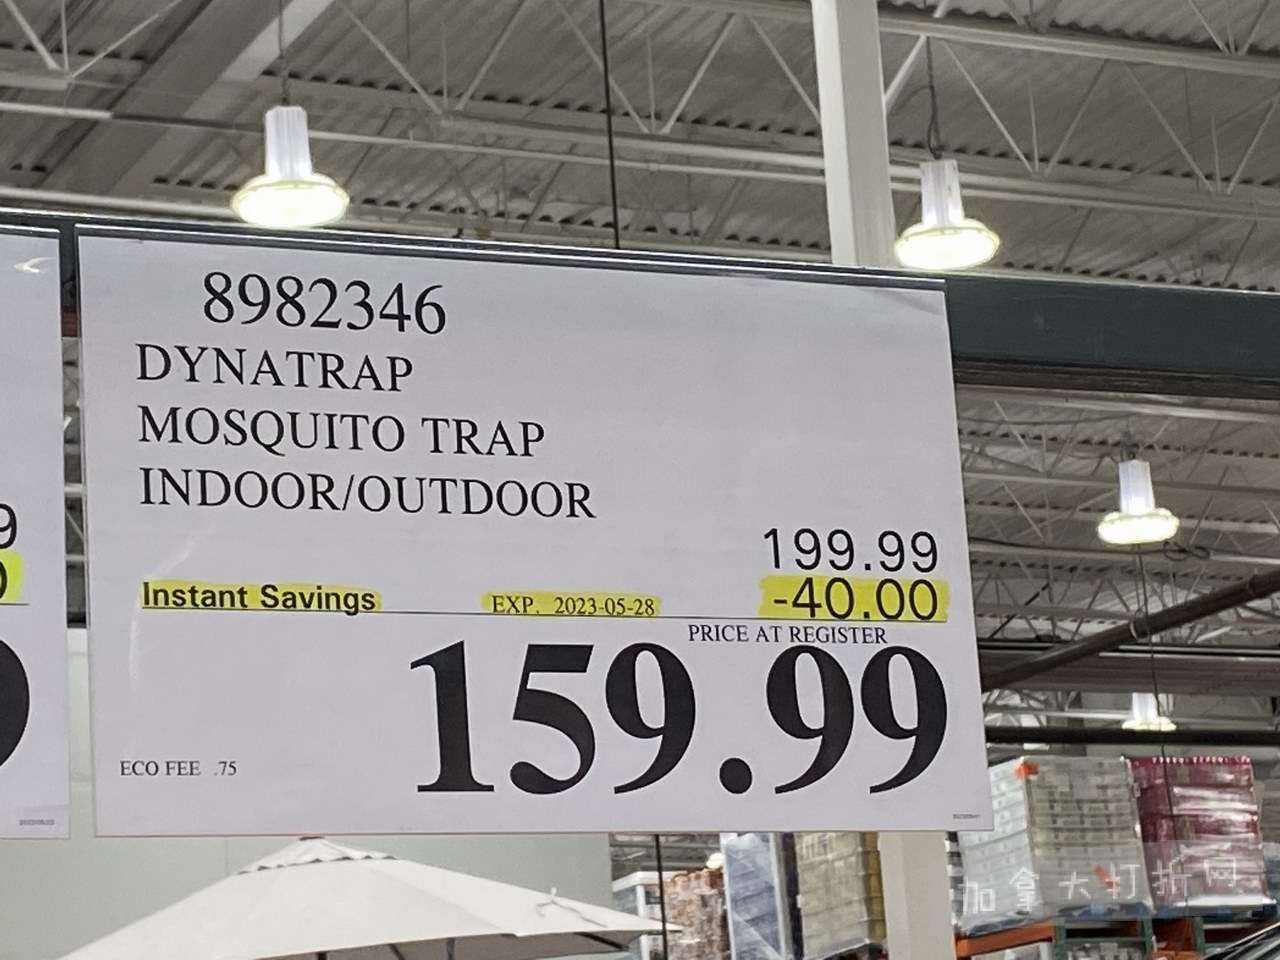 8982346
DYNATRAP
MOSQUITO TRAP
INDOOR/OUTDOOR
199.99
Instant Savings EXP. 2023-05-28 -40.00
PRICE AT REGISTER
159.99
ECO FEE .75
加拿大打折网